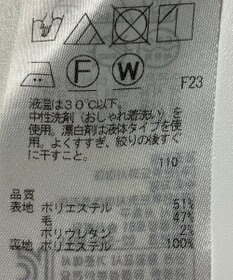 F W F23
液温は30℃以下。
中性洗剤(おしゃれ着洗い)を
使用。漂白剤は液体タイプを使
用。よくすすぎ、絞りの後すぐ
に干すこと。
110
品質
表地 ポリエステル 51%
毛 47%
ポリウレタン 2%
裏地 ポリエステル 100%